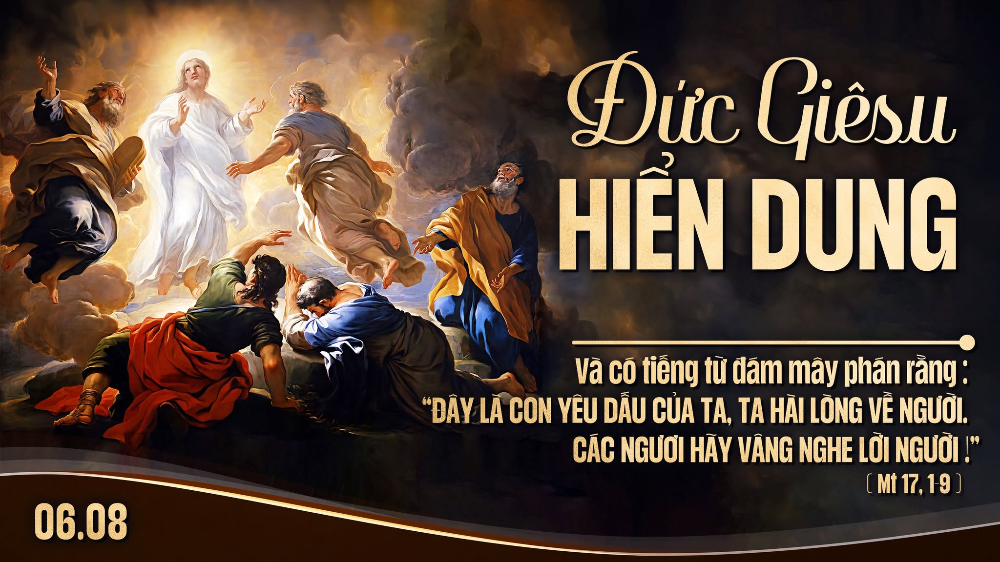 Đức Giêsu
HIỂN DUNG
Và có tiếng từ đám mây phán rằng :
“ĐÂY LÀ CON YÊU DẤU CỦA TA, TA HÀI LÒNG VỀ NGƯỜI.
CÁC NGƯƠI HÃY VÂNG NGHE LỜI NGƯỜI !”
( Mt 17, 1-9 )
06.08